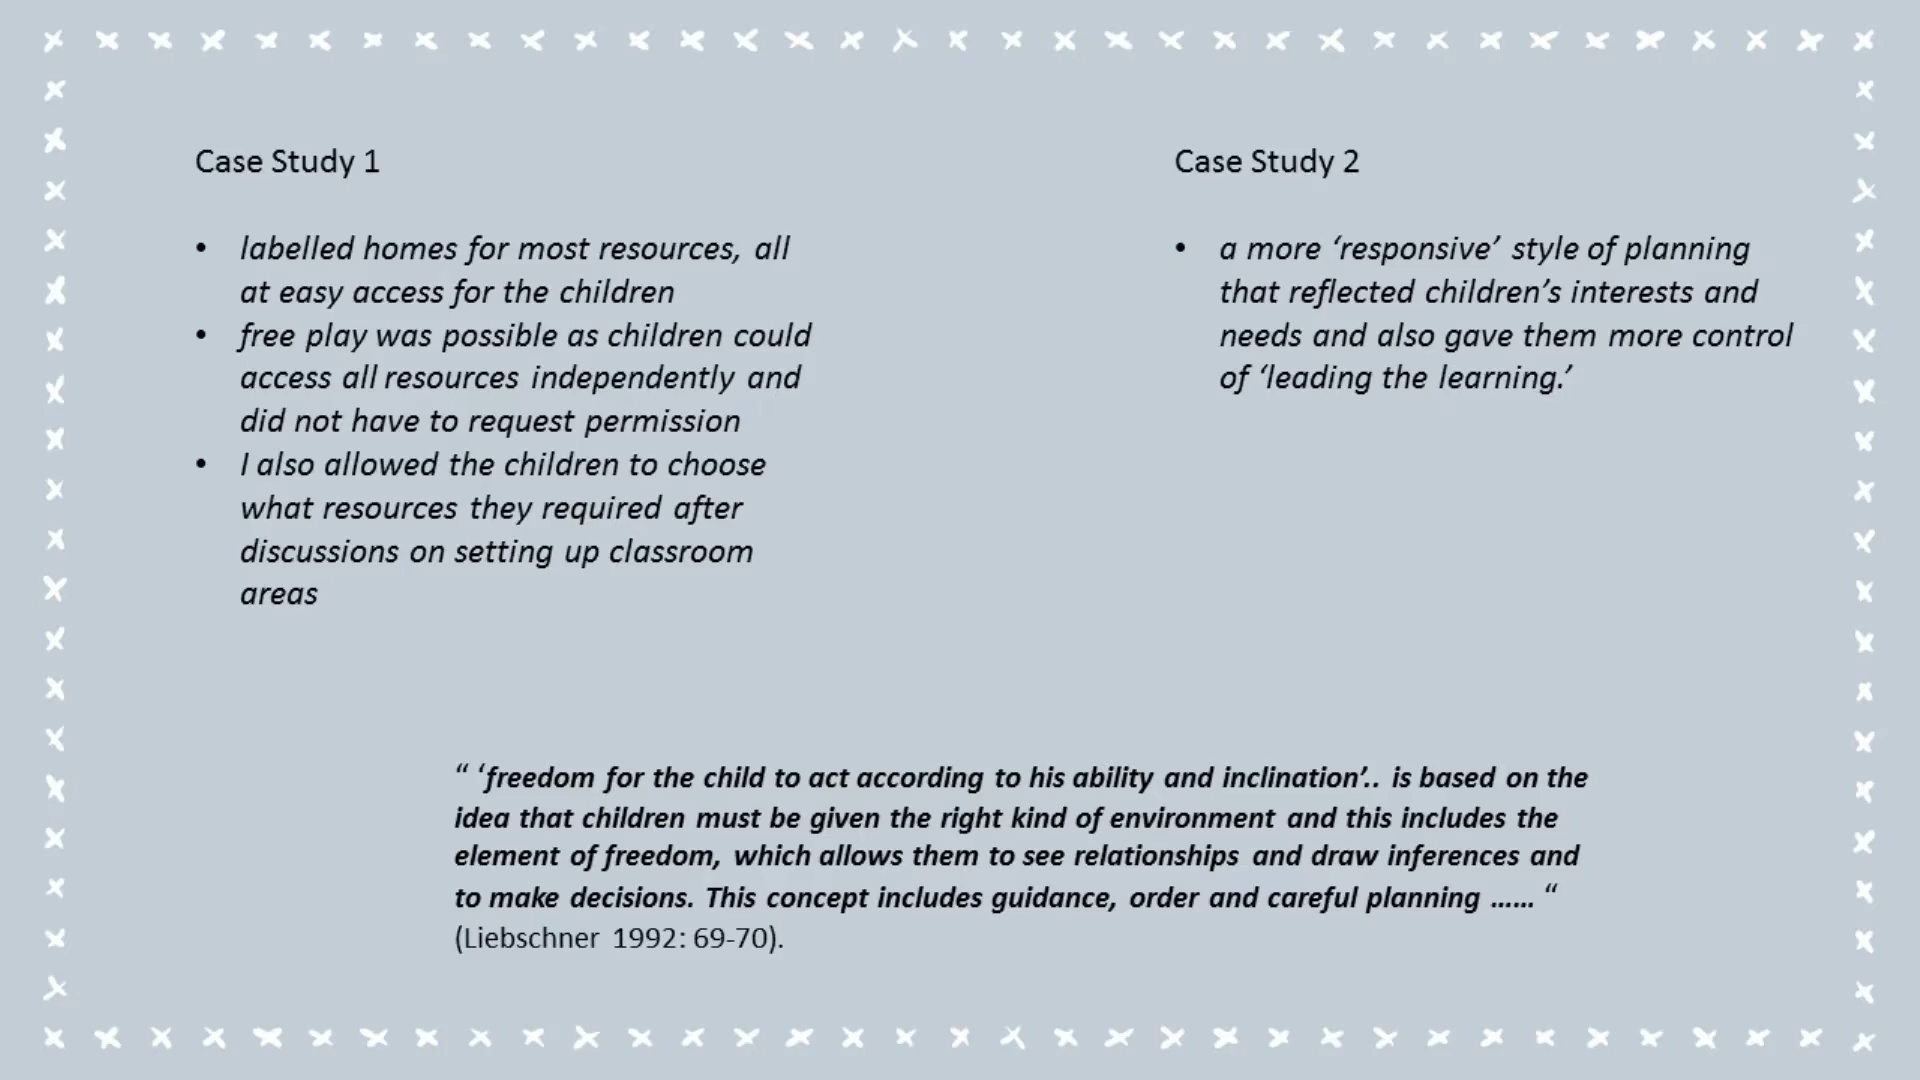 Case Study 1
• labelled homes for most resources, all
at easy access for the children
• free play was possible as children could
access all resources independently and
did not have to request permission
• I also allowed the children to choose
what resources they required after
discussions on setting up classroom
areas
Case Study 2
• a more ‘responsive’ style of planning
that reflected children’s interests and
needs and also gave them more control
of ‘leading the learning.’
“ ‘freedom for the child to act according to his ability and inclination’.. is based on the
idea that children must be given the right kind of environment and this includes the
element of freedom, which allows them to see relationships and draw inferences and
to make decisions. This concept includes guidance, order and careful planning ...... “
(Liebschner 1992: 69-70).